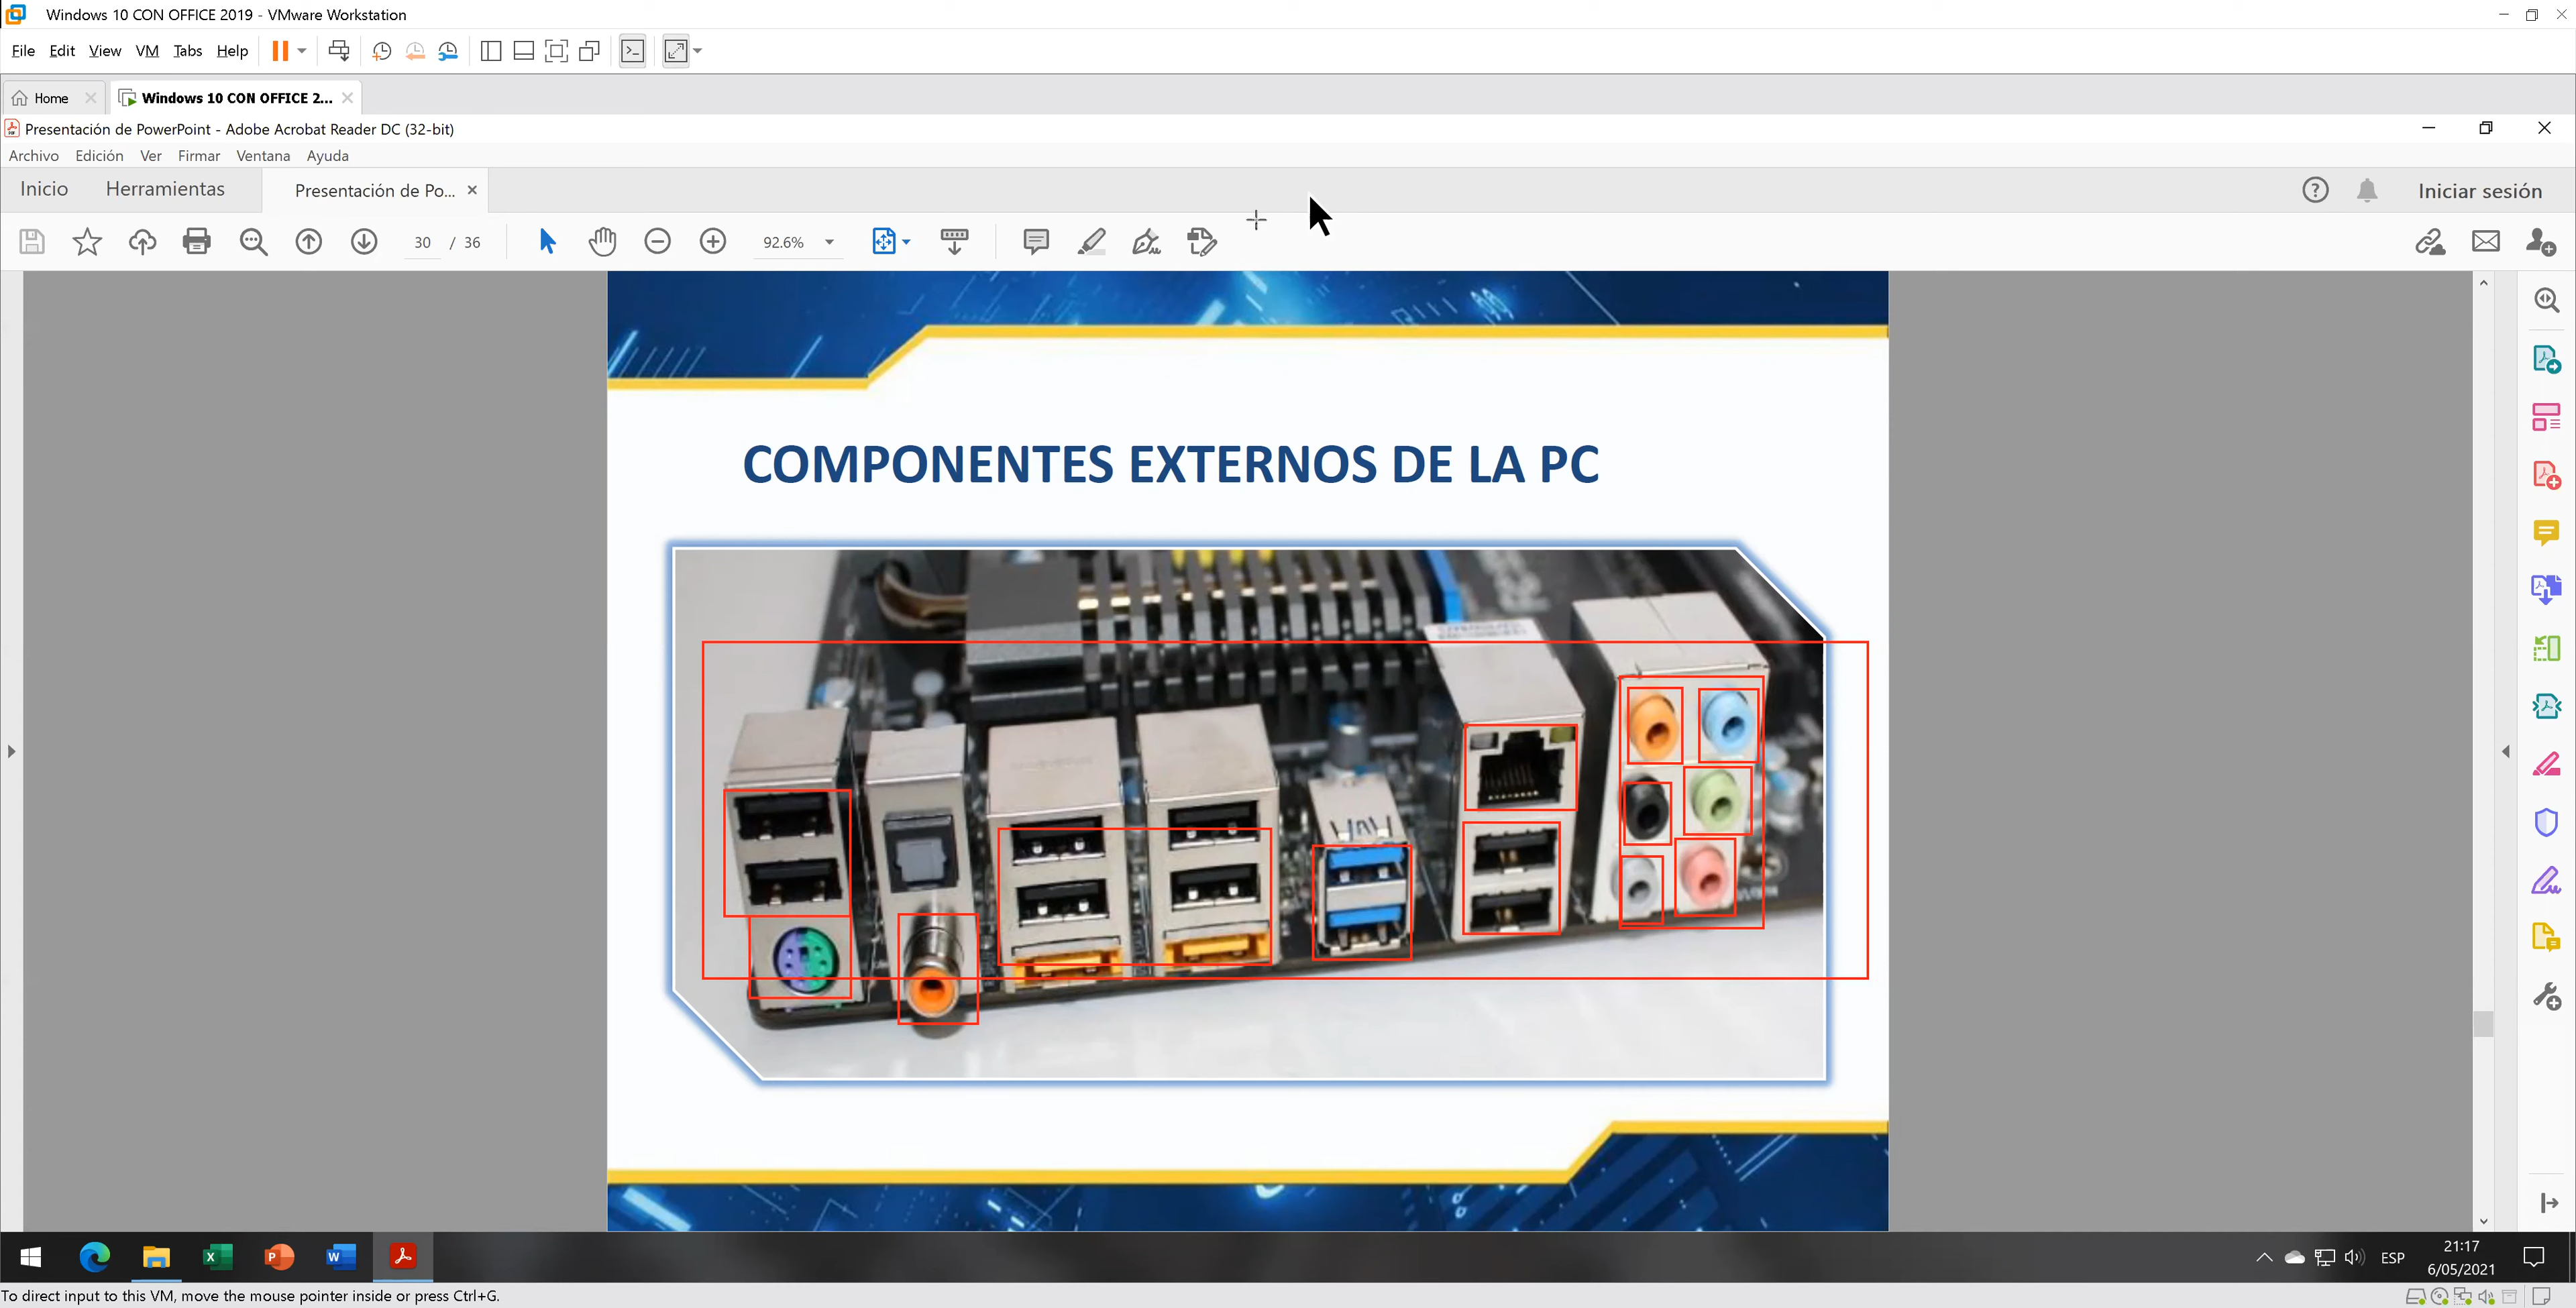 Windows 10 CON OFFICE 2019 - VMware Workstation
File Edit View VM Tabs Help
Home
Windows 10 CON OFFICE 2...
Presentación de PowerPoint - Adobe Acrobat Reader DC (32-bit)
Archivo Edición Ver Firmar Ventana Ayuda
Inicio Herramientas Presentación de Po... Iniciar sesión
30 / 36 92.6%
COMPONENTES EXTERNOS DE LA PC
ESP
21:17
6/05/2021
To direct input to this VM, move the mouse pointer inside or press Ctrl+G.